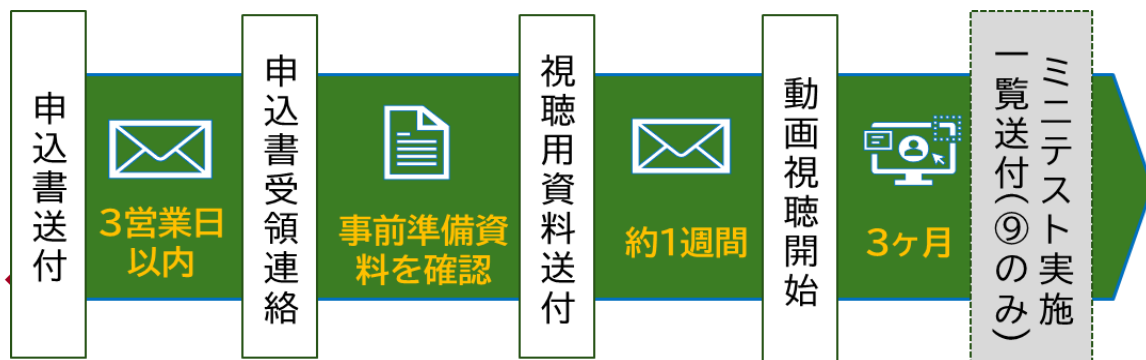 申込書送付
3営業日
以内
申込書受領連絡
事前準備資
料を確認
視聴用資料送付
約1週間
動画視聴開始
3ヶ月
ミニテスト実施
一覧送付(⑨のみ)